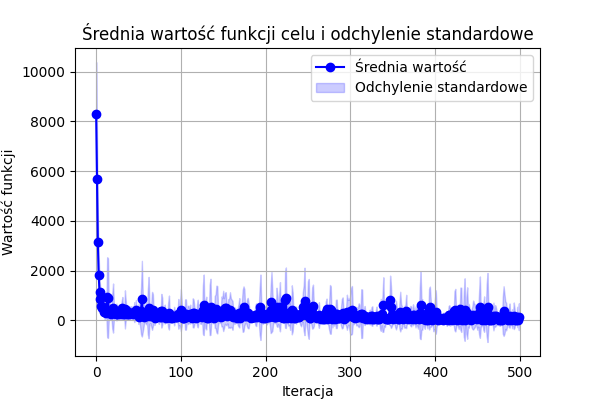 Średnia wartość funkcji celu i odchylenie standardowe
Średnia wartość
Odchylenie standardowe
Wartość funkcji
10000
8000
6000
4000
2000
0
0 100 200 300 400 500
Iteracja